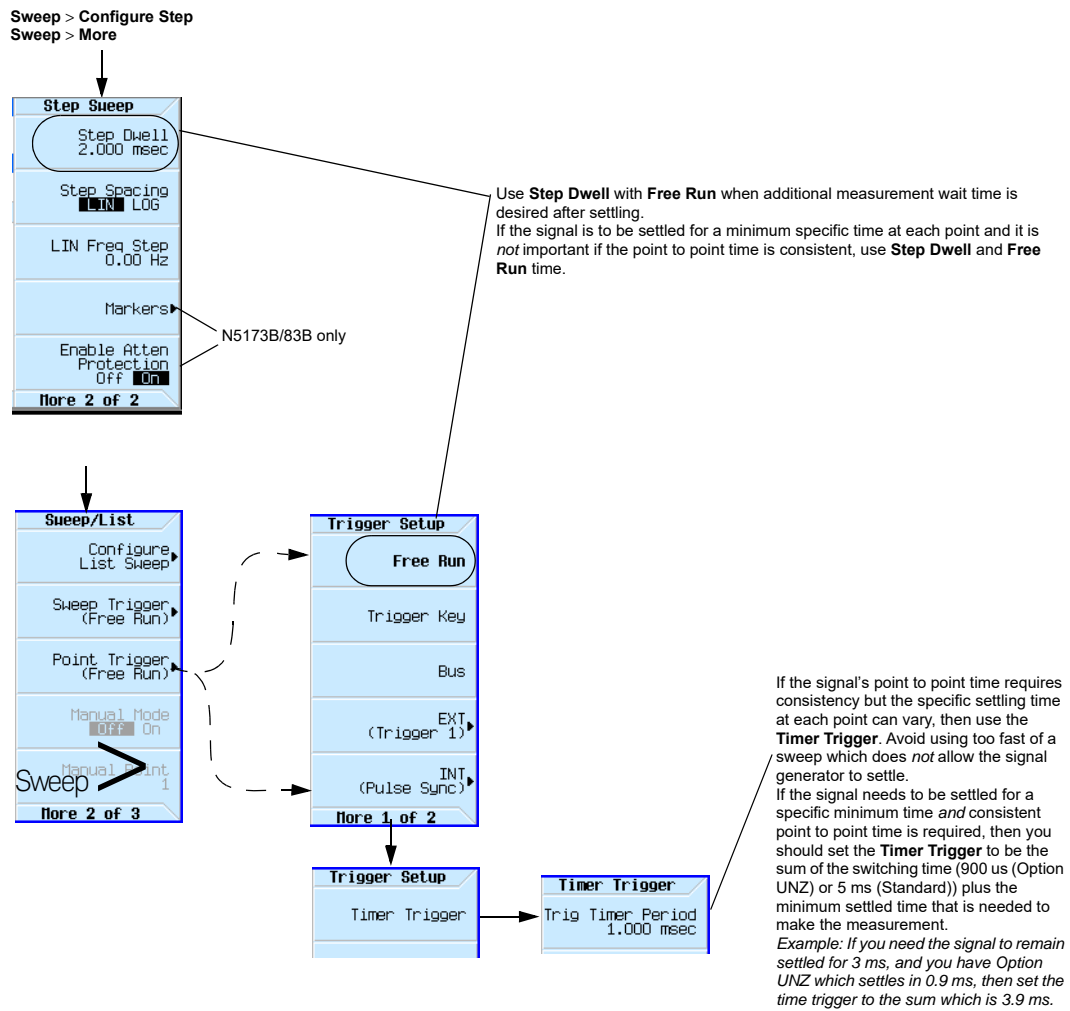 Sweep > Configure Step
Sweep > More
Step Sweep
Step Dwell
2.000 msec
Step Spacing
LIN LOG
LIN Freq Step
0.00 Hz
Markers
Enable Atten
Protection
Off On
More 2 of 2
N5173B/83B only
Use Step Dwell with Free Run when additional measurement wait time is
desired after settling.
If the signal is to be settled for a minimum specific time at each point and it is
not important if the point to point time is consistent, use Step Dwell and Free
Run time.
Sweep/List
Configure
List Sweep
Sweep Trigger
(Free Run)
Point Trigger
(Free Run)
Manual Mode
Off On
Manual Point
1
Sweep >
More 2 of 3
Trigger Setup
Free Run
Trigger Key
Bus
EXT
(Trigger 1)
INT
(Pulse Sync)
More 1 of 2
Trigger Setup
Timer Trigger
Timer Trigger
Trig Timer Period
1.000 msec
If the signal's point to point time requires
consistency but the specific settling time
at each point can vary, then use the
Timer Trigger. Avoid using too fast of a
sweep which does not allow the signal
generator to settle.
If the signal needs to be settled for a
specific minimum time and consistent
point to point time is required, then you
should set the Timer Trigger to be the
sum of the switching time (900 us (Option
UNZ) or 5 ms (Standard)) plus the
minimum settled time that is needed to
make the measurement.
Example: If you need the signal to remain
settled for 3 ms, and you have Option
UNZ which settles in 0.9 ms, then set the
time trigger to the sum which is 3.9 ms.